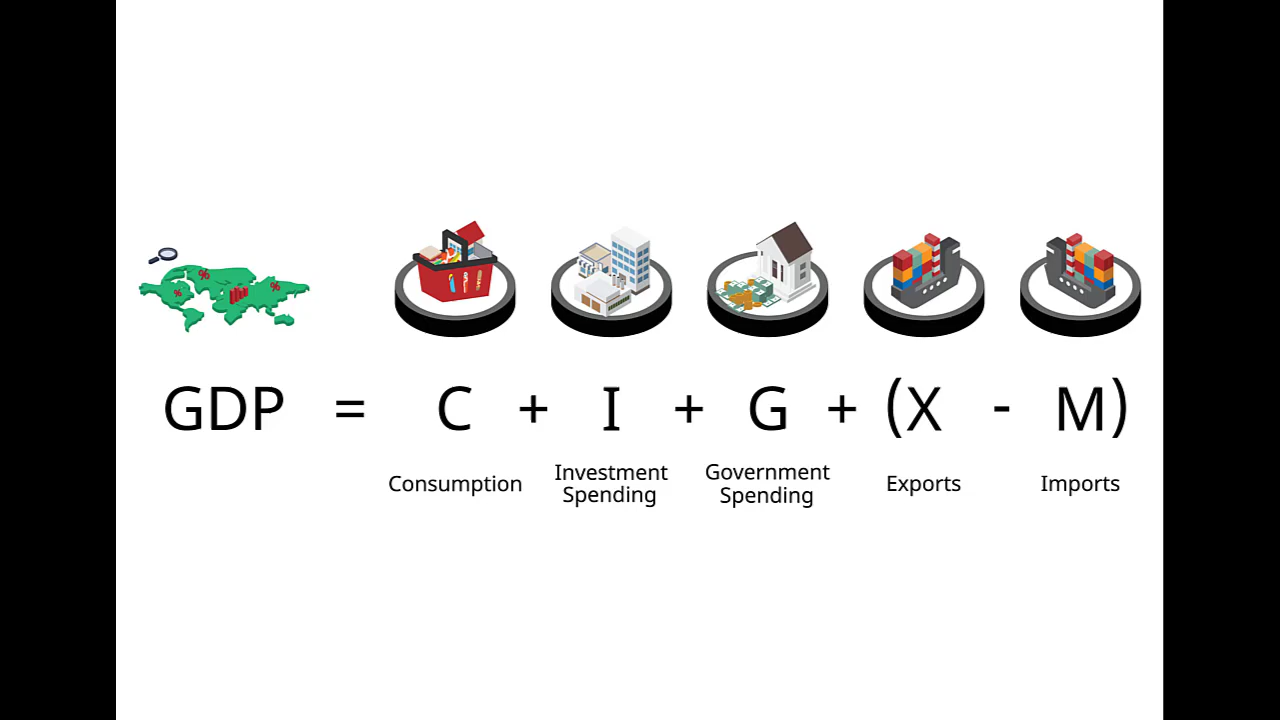 GDP = C + I + G + (X - M)
Consumption
Investment
Spending
Government
Spending
Exports
Imports